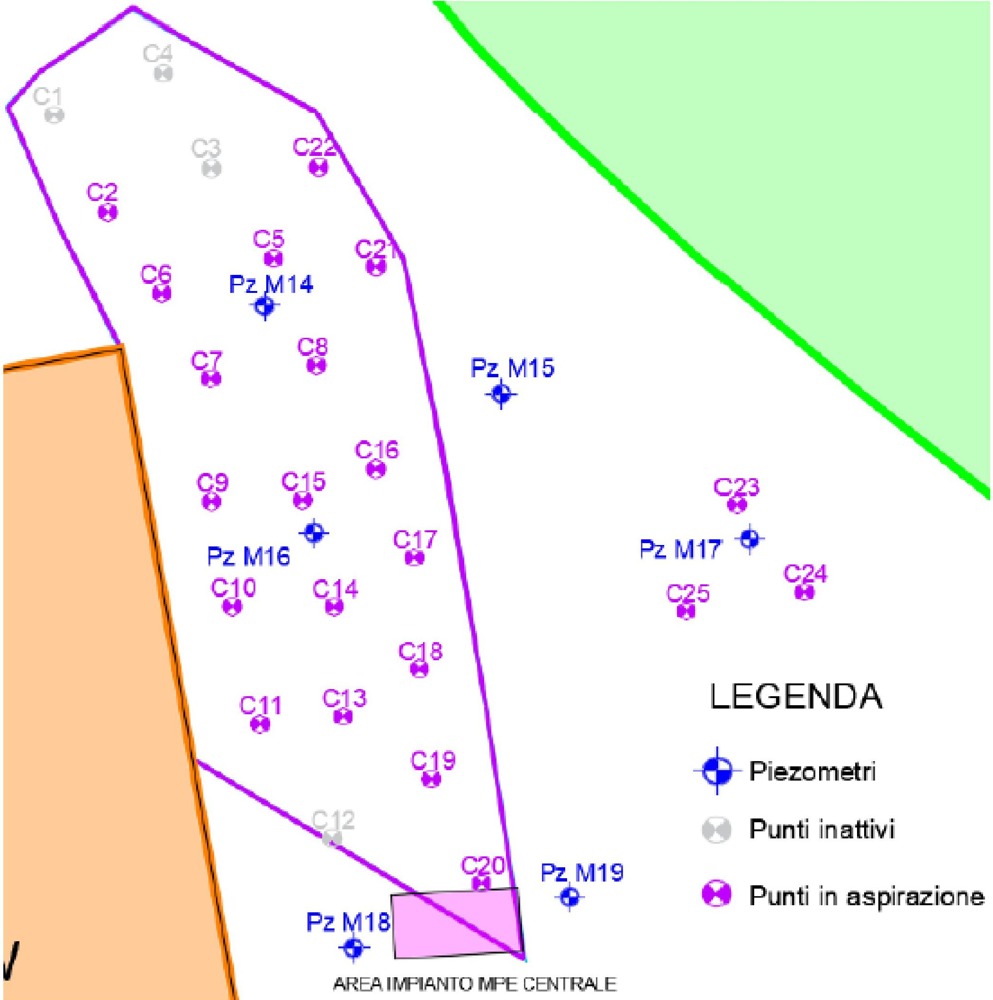 C4
C1
C3
C22
C2
C5
C21
C6
Pz M14
C8
C7
Pz M15
C16
C9
C15
C23
C17
Pz M16
Pz M17
C24
C10
C14
C25
C18
LEGENDA
C13
C11
C19
Piezometri
C12
Punti inattivi
C20
Pz M19
Punti in aspirazione
Pz M18
AREA IMPIANTO MPE CENTRALE